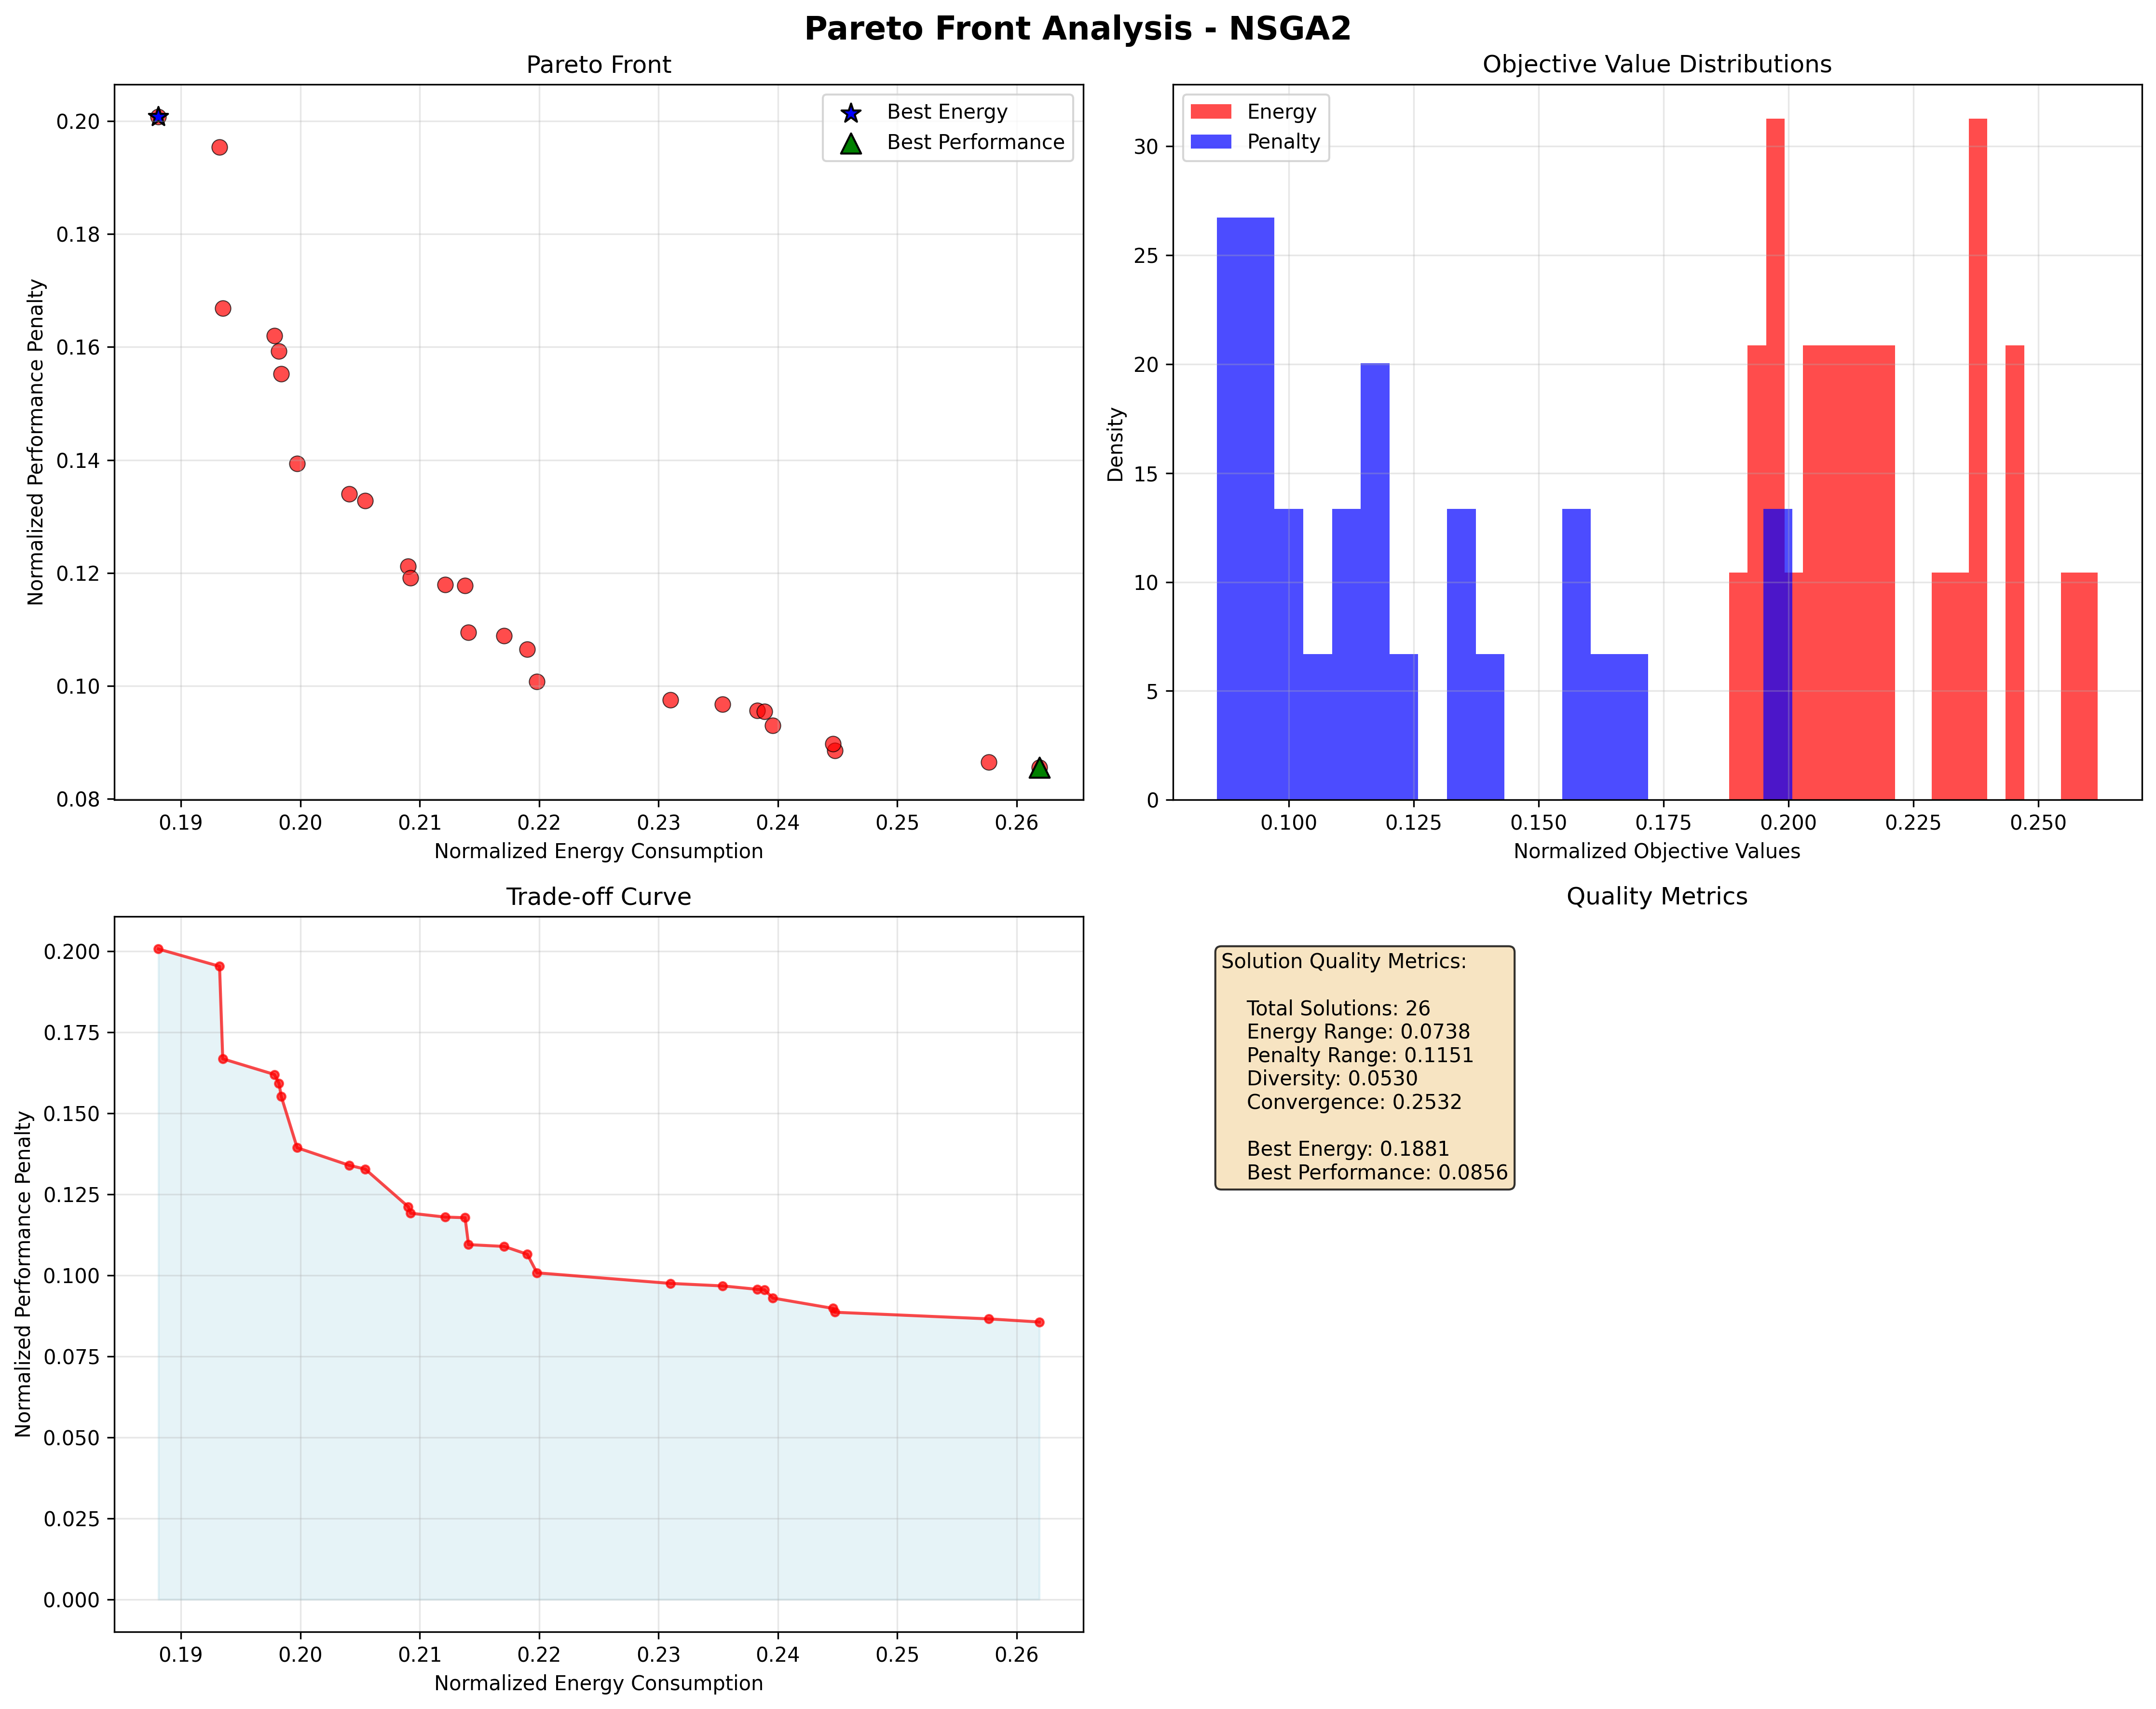 Pareto Front Analysis - NSGA2
Pareto Front
Normalized Performance Penalty
0.20
0.18
0.16
0.14
0.12
0.10
0.08
Best Energy
Best Performance
0.19 0.20 0.21 0.22 0.23 0.24 0.25 0.26
Normalized Energy Consumption
Objective Value Distributions
Density
30
25
20
15
10
5
0
Energy
Penalty
0.100 0.125 0.150 0.175 0.200 0.225 0.250
Normalized Objective Values
Trade-off Curve
Normalized Performance Penalty
0.200
0.175
0.150
0.125
0.100
0.075
0.050
0.025
0.000
0.19 0.20 0.21 0.22 0.23 0.24 0.25 0.26
Normalized Energy Consumption
Quality Metrics
Solution Quality Metrics:
Total Solutions: 26
Energy Range: 0.0738
Penalty Range: 0.1151
Diversity: 0.0530
Convergence: 0.2532
Best Energy: 0.1881
Best Performance: 0.0856